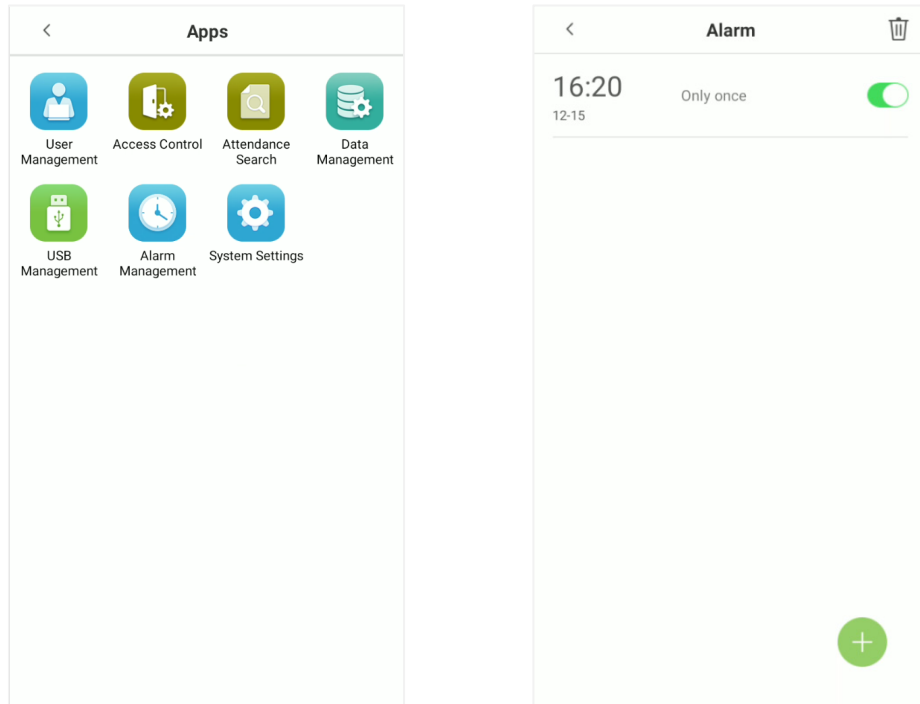 Apps
User
Management
Access Control
Attendance
Search
Data
Management
USB
Management
Alarm
Management
System Settings
Alarm
16:20
12-15
Only once